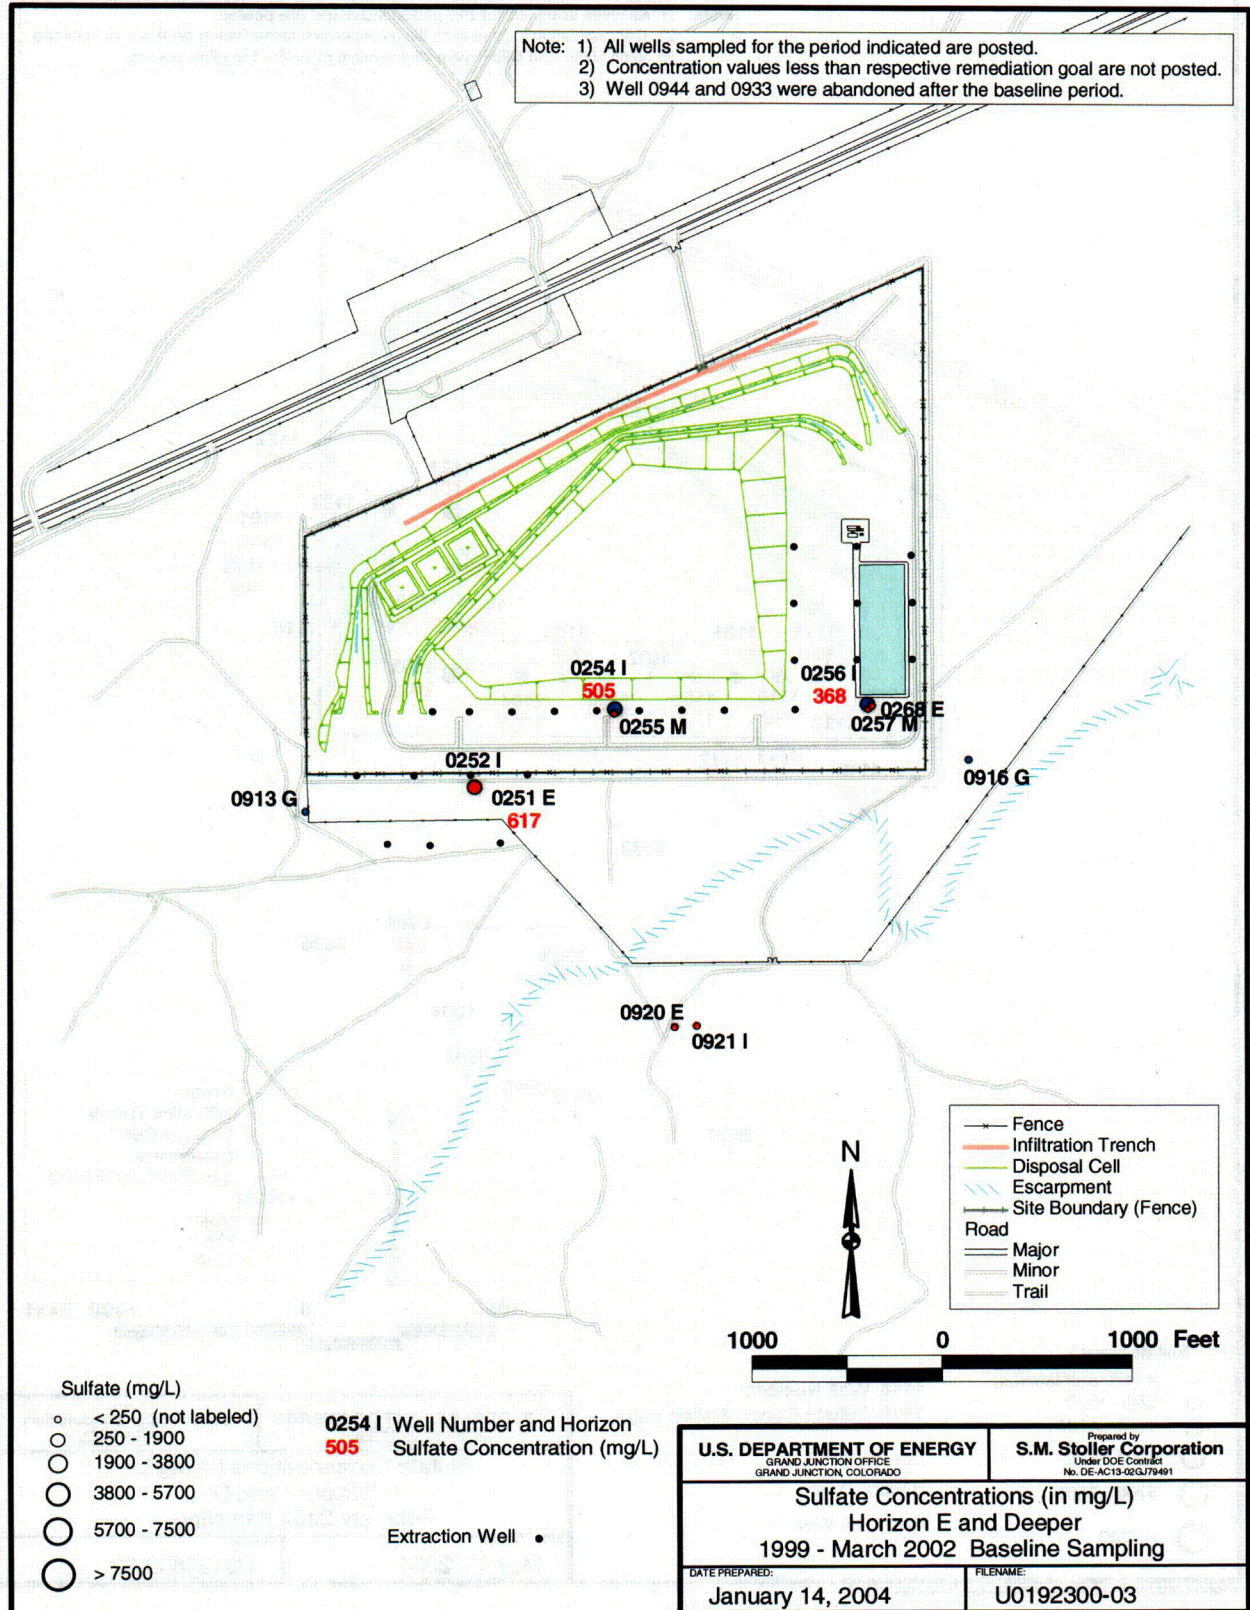 Note: 1) All wells sampled for the period indicated are posted.
2) Concentration values less than respective remediation goal are not posted.
3) Well 0944 and 0933 were abandoned after the baseline period.
0254 I
505
0255 M
0256 I
368
0268 E
0257 M
0252 I
0251 E
617
0913 G
0916 G
0920 E
0921 I
Fence
Infiltration Trench
Disposal Cell
Escarpment
Site Boundary (Fence)
Road
Major
Minor
Trail
N
1000 0 1000 Feet
Sulfate (mg/L)
< 250 (not labeled)
250 - 1900
1900 - 3800
3800 - 5700
5700 - 7500
> 7500
0254 I Well Number and Horizon
505 Sulfate Concentration (mg/L)
Extraction Well
U.S. DEPARTMENT OF ENERGY
GRAND JUNCTION OFFICE
GRAND JUNCTION, COLORADO
Prepared by
S.M. Stoller Corporation
Under DOE Contract
No. DE-AC13-02GJ79491
Sulfate Concentrations (in mg/L)
Horizon E and Deeper
1999 - March 2002 Baseline Sampling
DATE PREPARED:
January 14, 2004
FILENAME:
U0192300-03